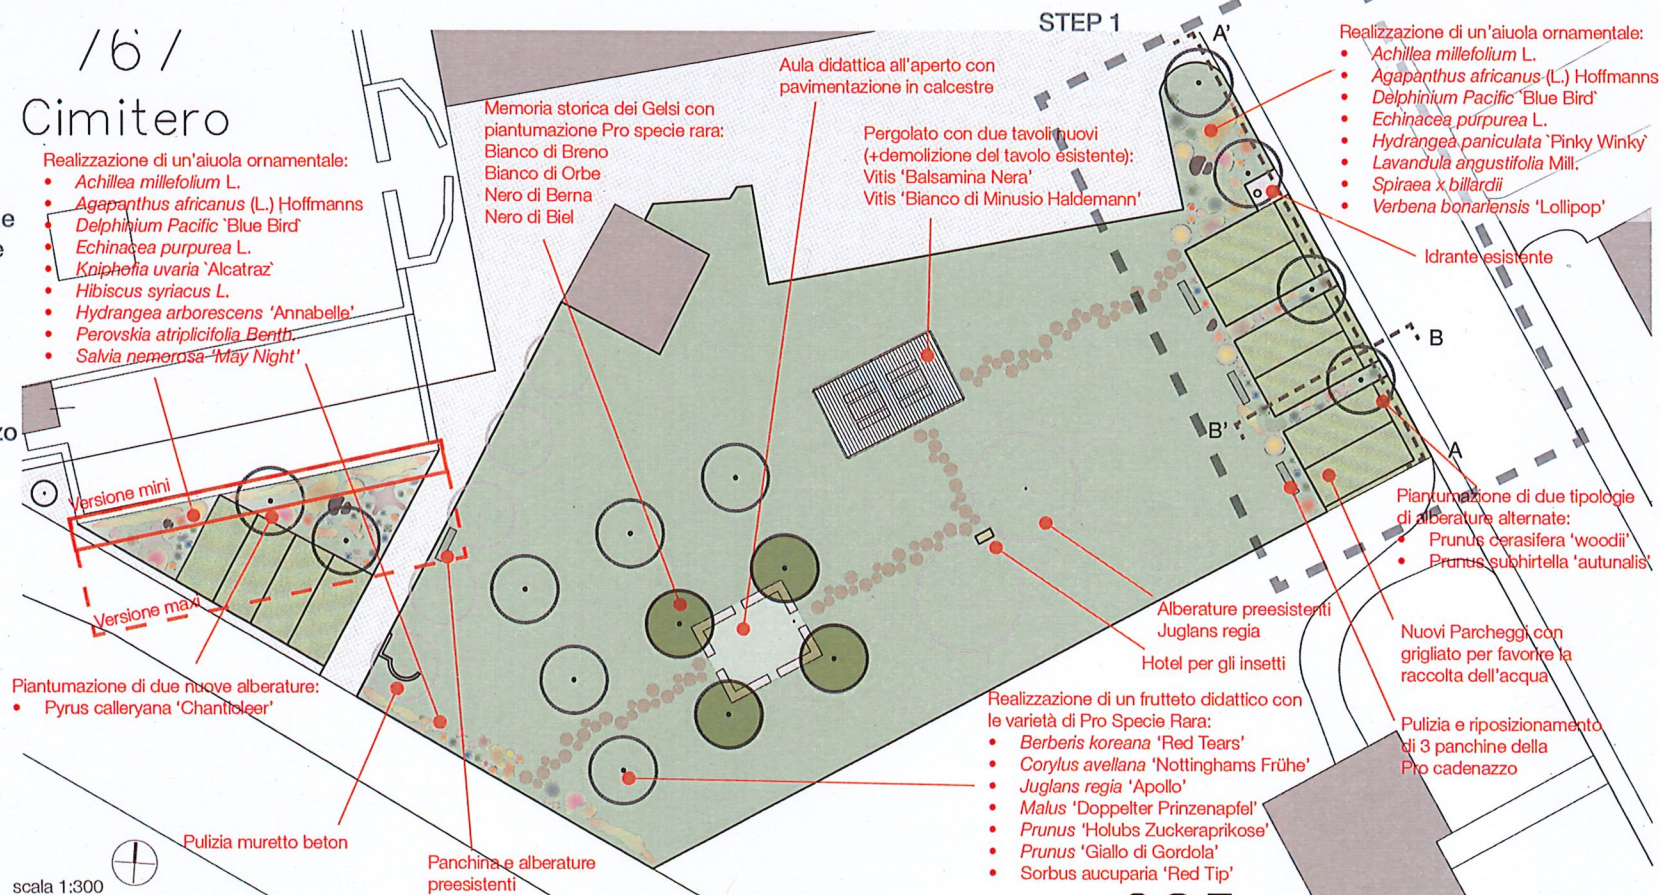 /6/
Cimitero
STEP 1
Realizzazione di un'aiuola ornamentale:
• Achillea millefolium L.
• Agapanthus africanus (L.) Hoffmanns
• Delphinium Pacific `Blue Bird`
• Echinacea purpurea L.
• Kniphofia uvaria `Alcatraz`
• Hibiscus syriacus L.
• Hydrangea arborescens 'Annabelle'
• Perovskia atriplicifolia Benth.
• Salvia nemorosa 'May Night'
Memoria storica dei Gelsi con
piantumazione Pro specie rara:
Bianco di Breno
Bianco di Orbe
Nero di Berna
Nero di Biel
Aula didattica all'aperto con
pavimentazione in calcestre
Pergolato con due tavoli nuovi
(+demolizione del tavolo esistente):
Vitis 'Balsamina Nera'
Vitis 'Bianco di Minusio Haldemann'
A'
Realizzazione di un'aiuola ornamentale:
• Achillea millefolium L.
• Agapanthus africanus (L.) Hoffmanns
• Delphinium Pacific `Blue Bird`
• Echinacea purpurea L.
• Hydrangea paniculata `Pinky Winky`
• Lavandula angustifolia Mill.
• Spiraea x billardii
• Verbena bonariensis 'Lollipop'
Idrante esistente
B
B'
A
e
e
zo
Versione mini
Versione maxi
Piantumazione di due tipologie
di alberature alternate:
• Prunus cerasifera 'woodii'
• Prunus subhirtella 'autunalis'
Piantumazione di due nuove alberature:
• Pyrus calleryana 'Chanticleer'
Alberature preesistenti
Juglans regia
Hotel per gli insetti
Nuovi Parcheggi con
grigliato per favorire la
raccolta dell'acqua
Realizzazione di un frutteto didattico con
le varietà di Pro Specie Rara:
• Berberis koreana 'Red Tears'
• Corylus avellana 'Nottinghams Frühe'
• Juglans regia 'Apollo'
• Malus 'Doppelter Prinzenapfel'
• Prunus 'Holubs Zuckeraprikose'
• Prunus 'Giallo di Gordola'
• Sorbus aucuparia 'Red Tip'
Pulizia e riposizionamento
di 3 panchine della
Pro cadenazzo
Pulizia muretto beton
Panchina e alberature
preesistenti
scala 1:300